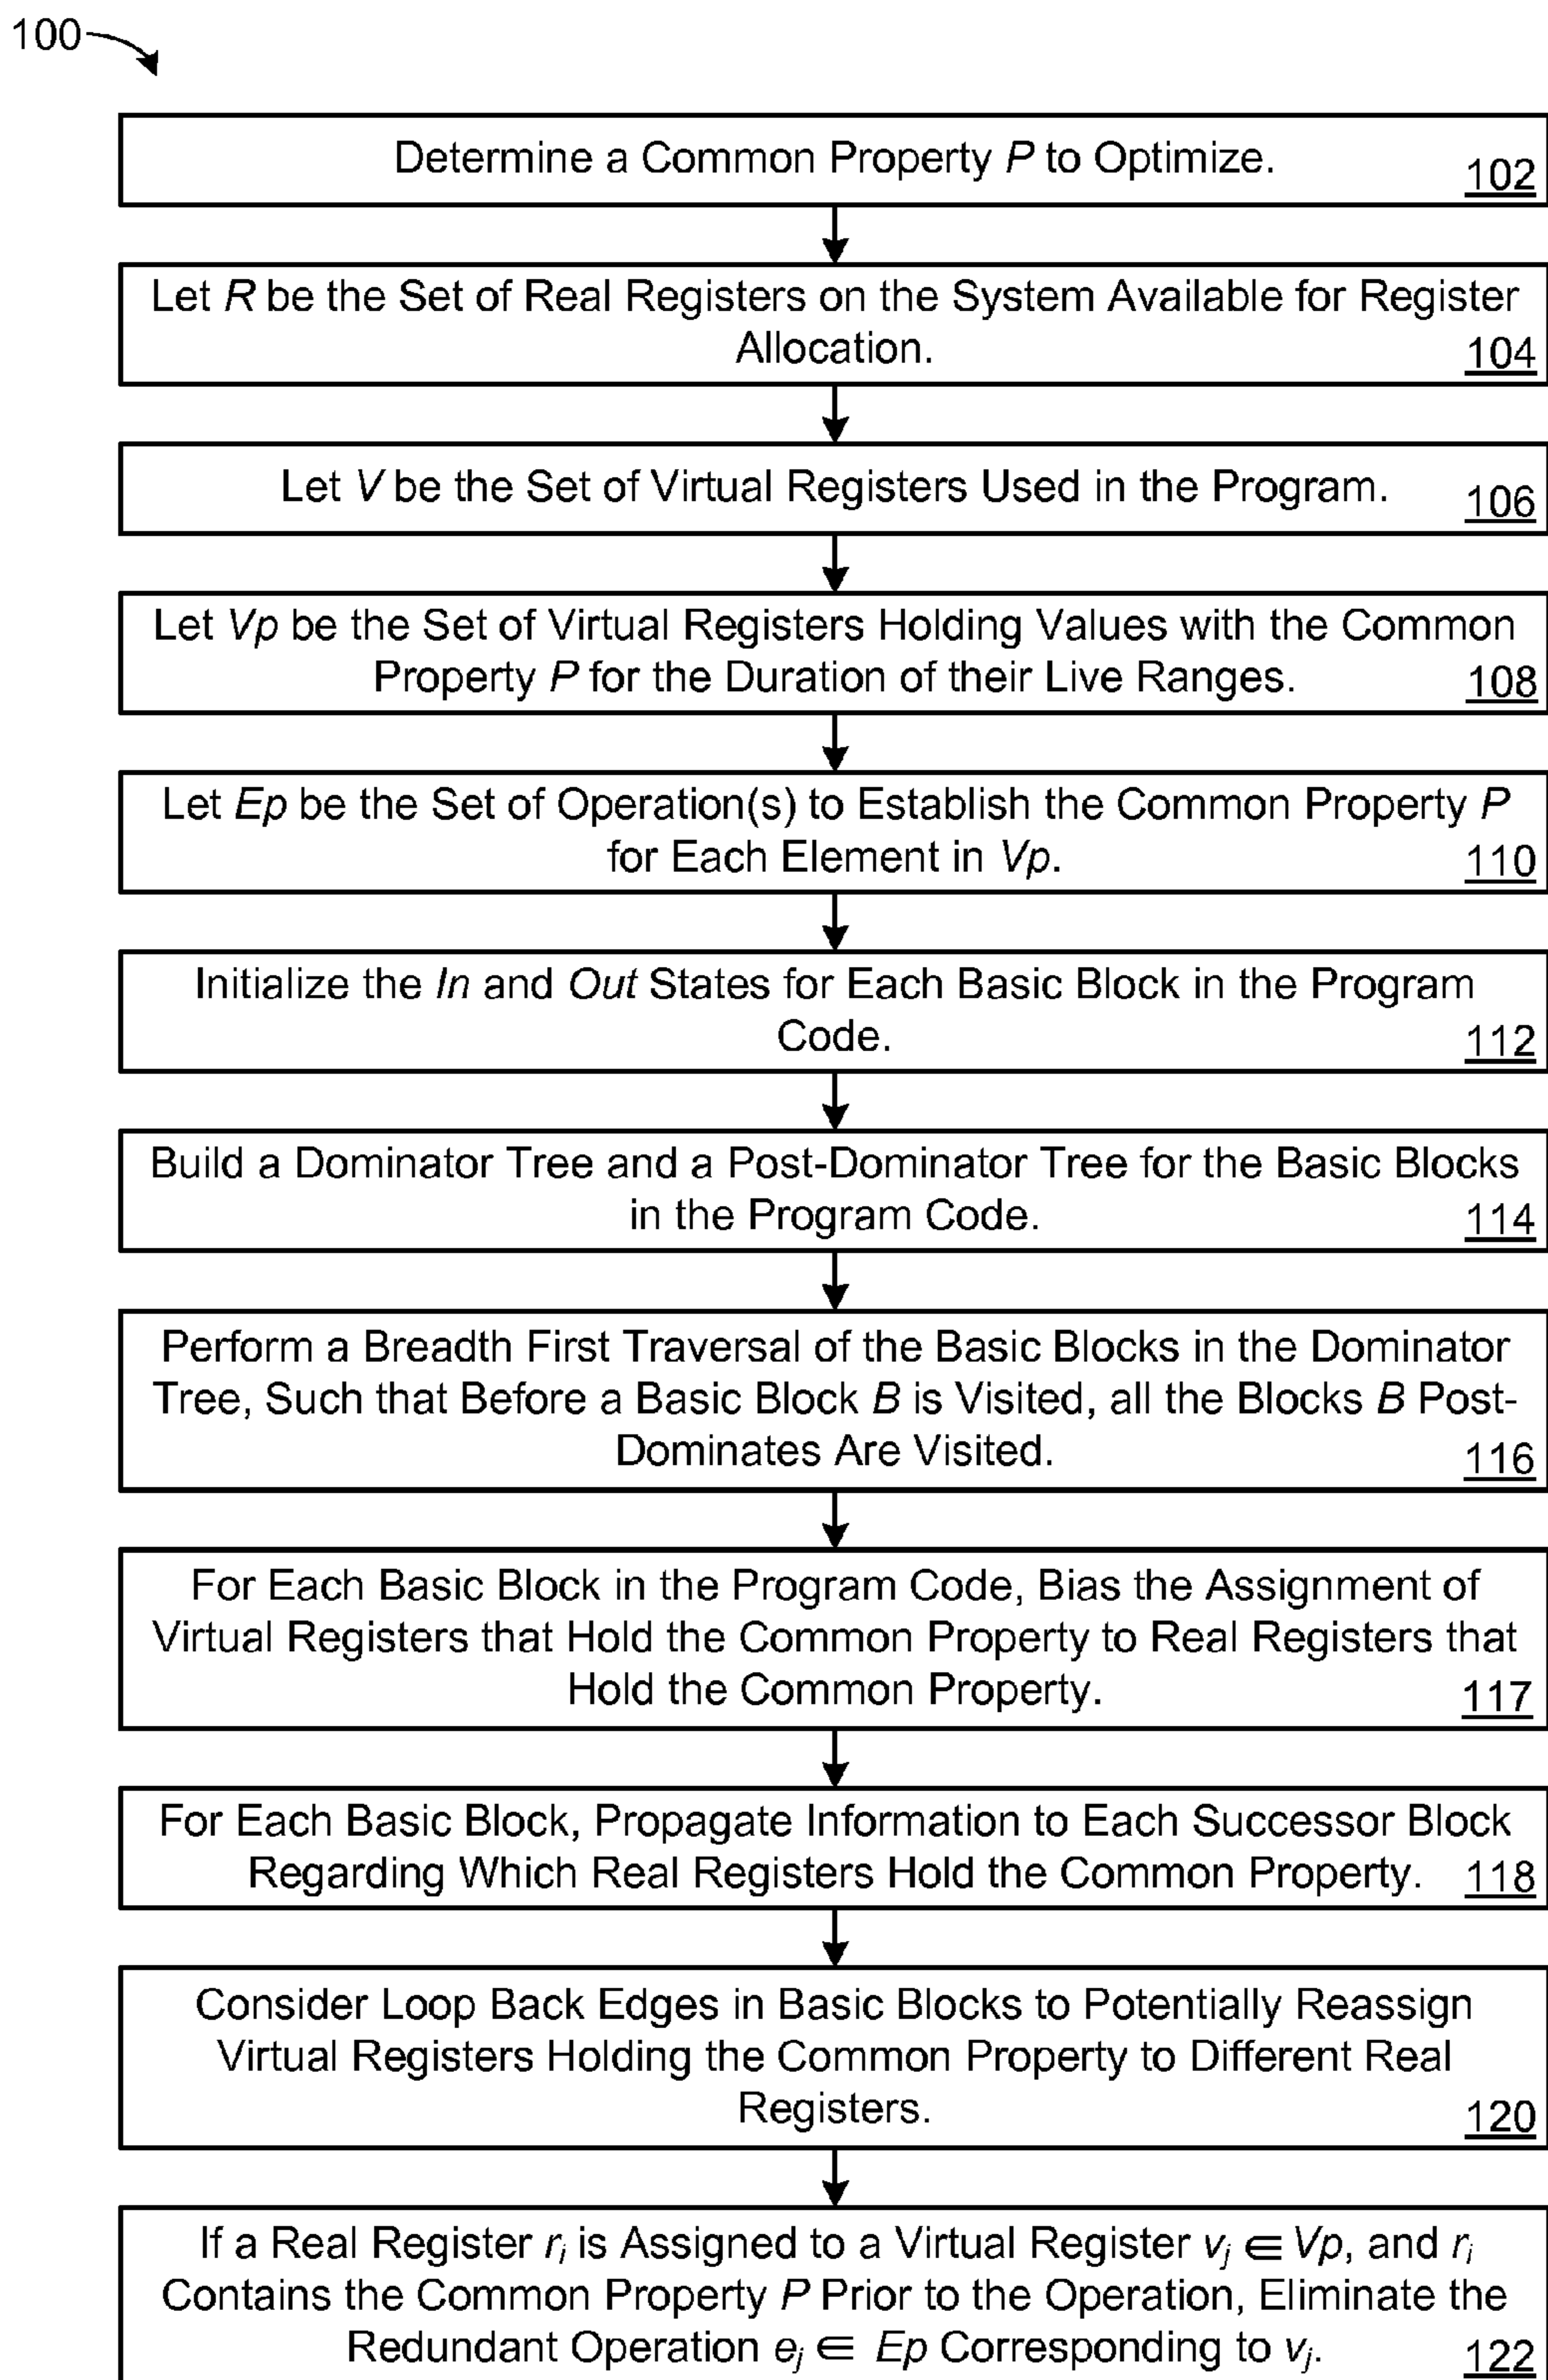 100
Determine a Common Property P to Optimize.
102
Let R be the Set of Real Registers on the System Available for Register
Allocation.
104
Let V be the Set of Virtual Registers Used in the Program.
106
Let Vp be the Set of Virtual Registers Holding Values with the Common
Property P for the Duration of their Live Ranges.
108
Let Ep be the Set of Operation(s) to Establish the Common Property P
for Each Element in Vp.
110
Initialize the In and Out States for Each Basic Block in the Program
Code.
112
Build a Dominator Tree and a Post-Dominator Tree for the Basic Blocks
in the Program Code.
114
Perform a Breadth First Traversal of the Basic Blocks in the Dominator
Tree, Such that Before a Basic Block B is Visited, all the Blocks B Post-
Dominates Are Visited.
116
For Each Basic Block in the Program Code, Bias the Assignment of
Virtual Registers that Hold the Common Property to Real Registers that
Hold the Common Property.
117
For Each Basic Block, Propagate Information to Each Successor Block
Regarding Which Real Registers Hold the Common Property.
118
Consider Loop Back Edges in Basic Blocks to Potentially Reassign
Virtual Registers Holding the Common Property to Different Real
Registers.
120
If a Real Register ri is Assigned to a Virtual Register vj ∈ Vp, and ri
Contains the Common Property P Prior to the Operation, Eliminate the
Redundant Operation ej ∈ Ep Corresponding to vj.
122